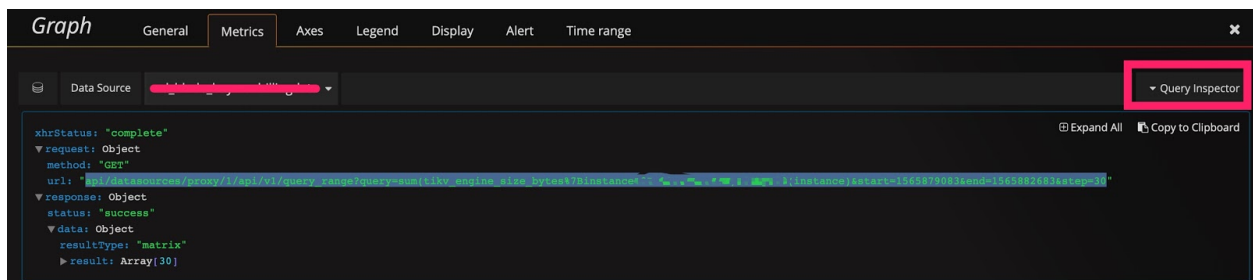 Graph General Metrics Axes Legend Display Alert Time range ×
Data Source Query Inspector
xhrStatus: "complete" Expand All Copy to Clipboard
request: Object
method: "GET"
url: "api/datasources/proxy/1/api/v1/query_range?query=sum(tikv_engine_size_bytes%7Binstance (instance)&start=1565879083&end=1565882683&step=30"
response: Object
status: "success"
data: Object
resultType: "matrix"
result: Array[30]